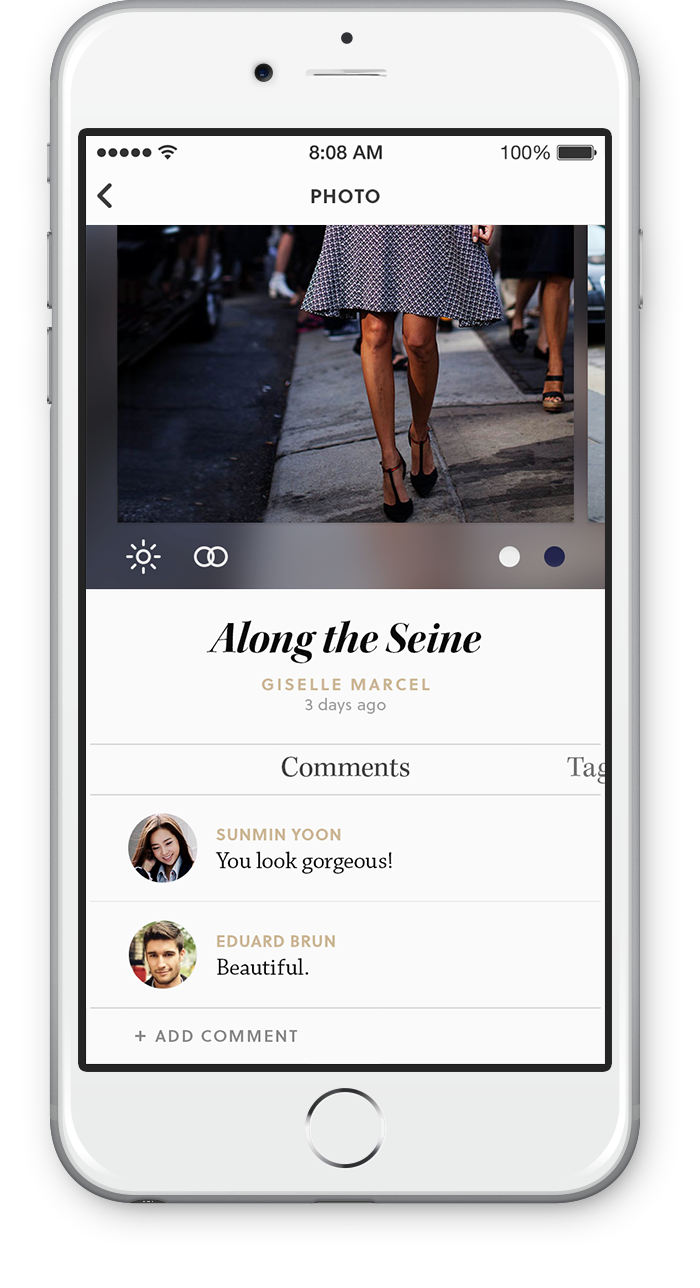 8:08 AM
100%
PHOTO
Along the Seine
GISELLE MARCEL
3 days ago
Comments
Tag
SUNMIN YOON
You look gorgeous!
EDUARD BRUN
Beautiful.
+ ADD COMMENT